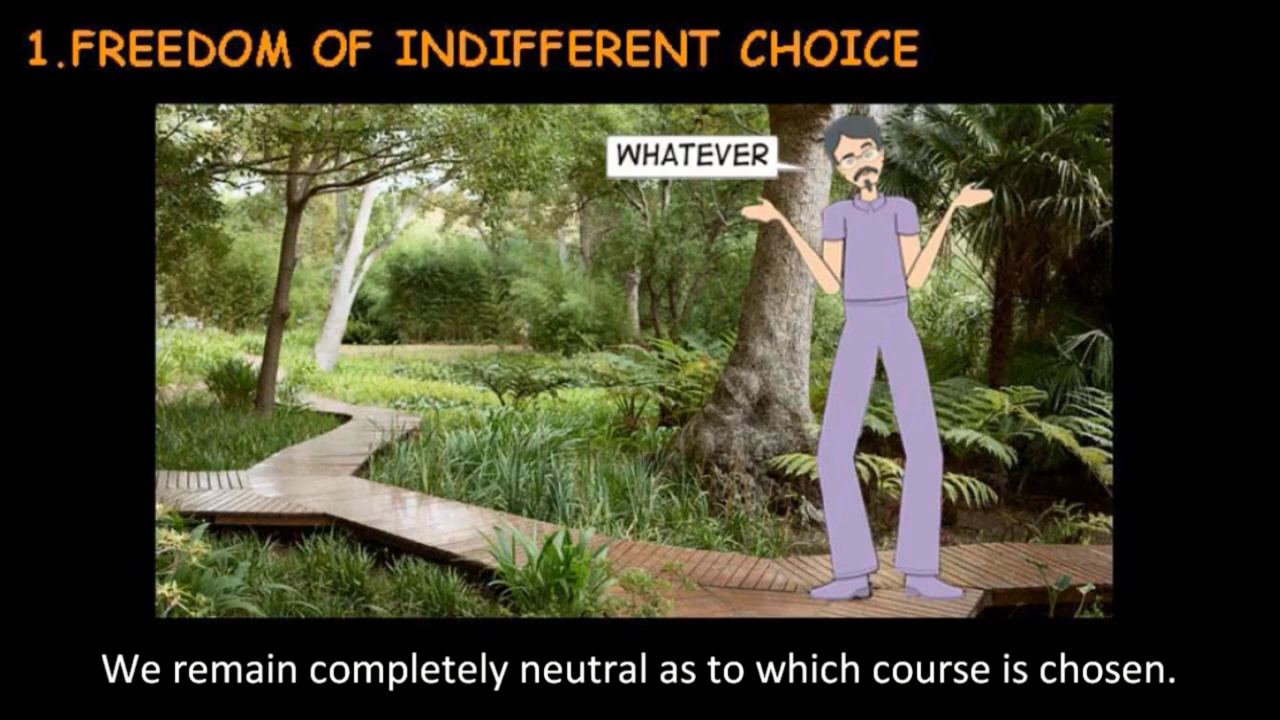 1.FREEDOM OF INDIFFERENT CHOICE
WHATEVER
We remain completely neutral as to which course is chosen.